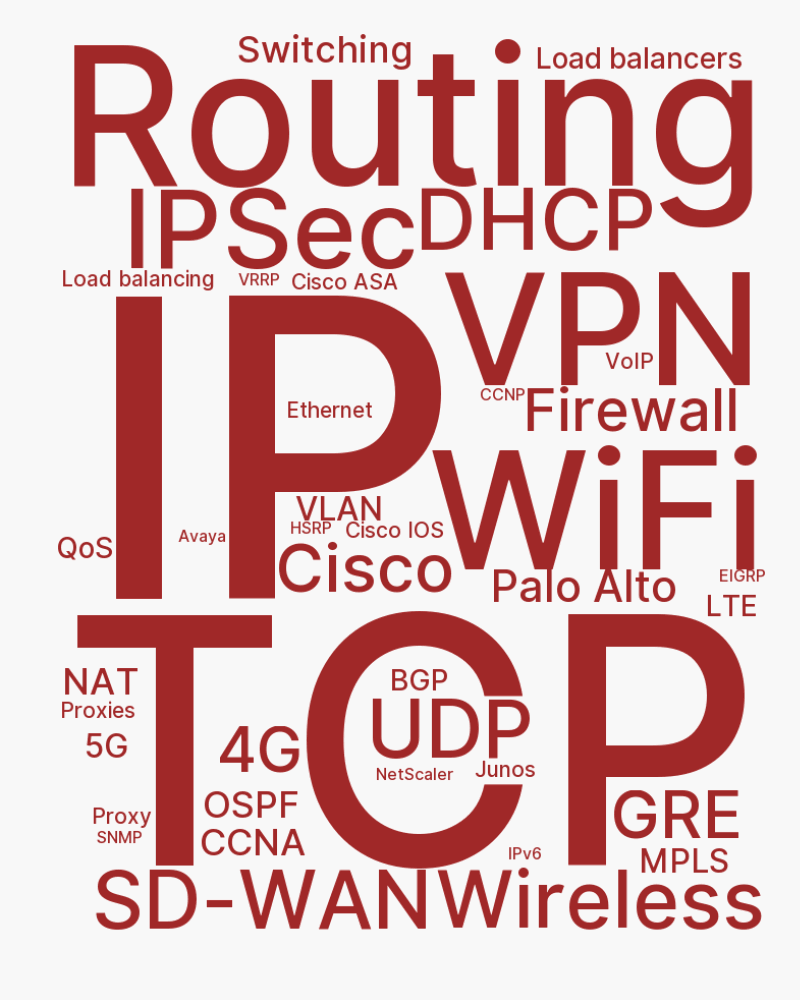 Switching
Load balancers
Routing
IPSec
DHCP
Load balancing
VRRP
Cisco ASA
VPN
IP
VoIP
CCNP
Firewall
Ethernet
WiFi
VLAN
HSRP
Cisco IOS
Avaya
QoS
Cisco
Palo Alto
EIGRP
LTE
TCP
NAT
BGP
Proxies
UDP
5G
4G
NetScaler
Junos
OSPF
GRE
Proxy
SNMP
CCNA
IPv6
MPLS
SD-WAN
Wireless